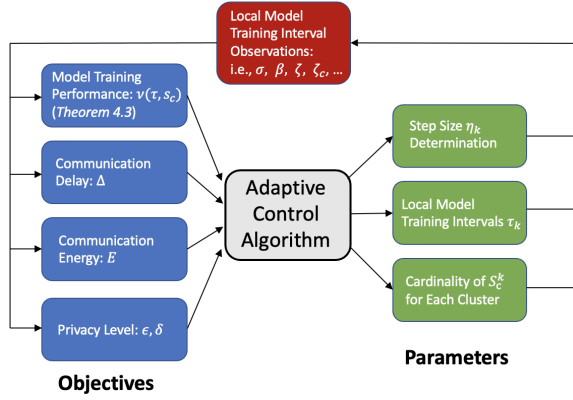 Local Model
Training Interval
Observations:
i.e., σ, β, ζ, ζ_c, …
Model Training
Performance: ν(τ, s_c)
(Theorem 4.3)
Communication
Delay: Δ
Communication
Energy: E
Privacy Level: ϵ, δ
Objectives
Adaptive
Control
Algorithm
Step Size η_k
Determination
Local Model
Training Intervals τ_k
Cardinality of S_c^k
for Each Cluster
Parameters